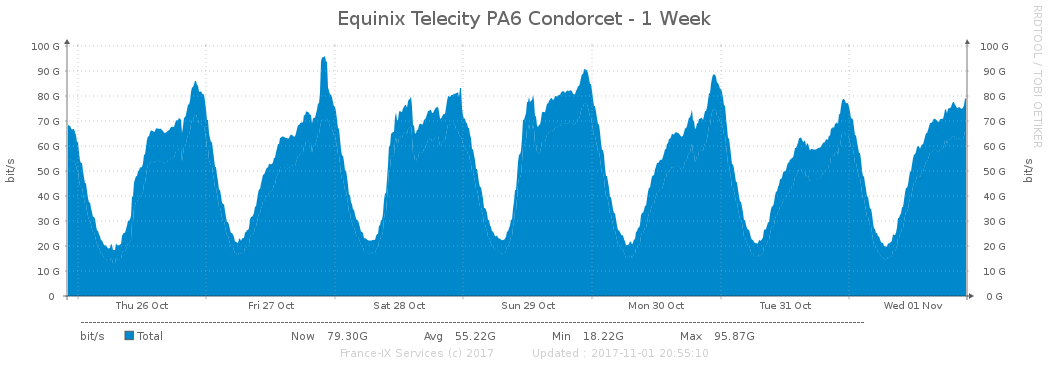 Equinix Telecity PA6 Condorcet - 1 Week
RRDTOOL / TOBI OETIKER
bit/s
bit/s
100 G 100 G
90 G 90 G
80 G 80 G
70 G 70 G
60 G 60 G
50 G 50 G
40 G 40 G
30 G 30 G
20 G 20 G
10 G 10 G
0 0 G
Thu 26 Oct Fri 27 Oct Sat 28 Oct Sun 29 Oct Mon 30 Oct Tue 31 Oct Wed 01 Nov
bit/s Total Now 79.30G Avg 55.22G Min 18.22G Max 95.87G
France-IX Services (c) 2017 Updated : 2017-11-01 20:55:10